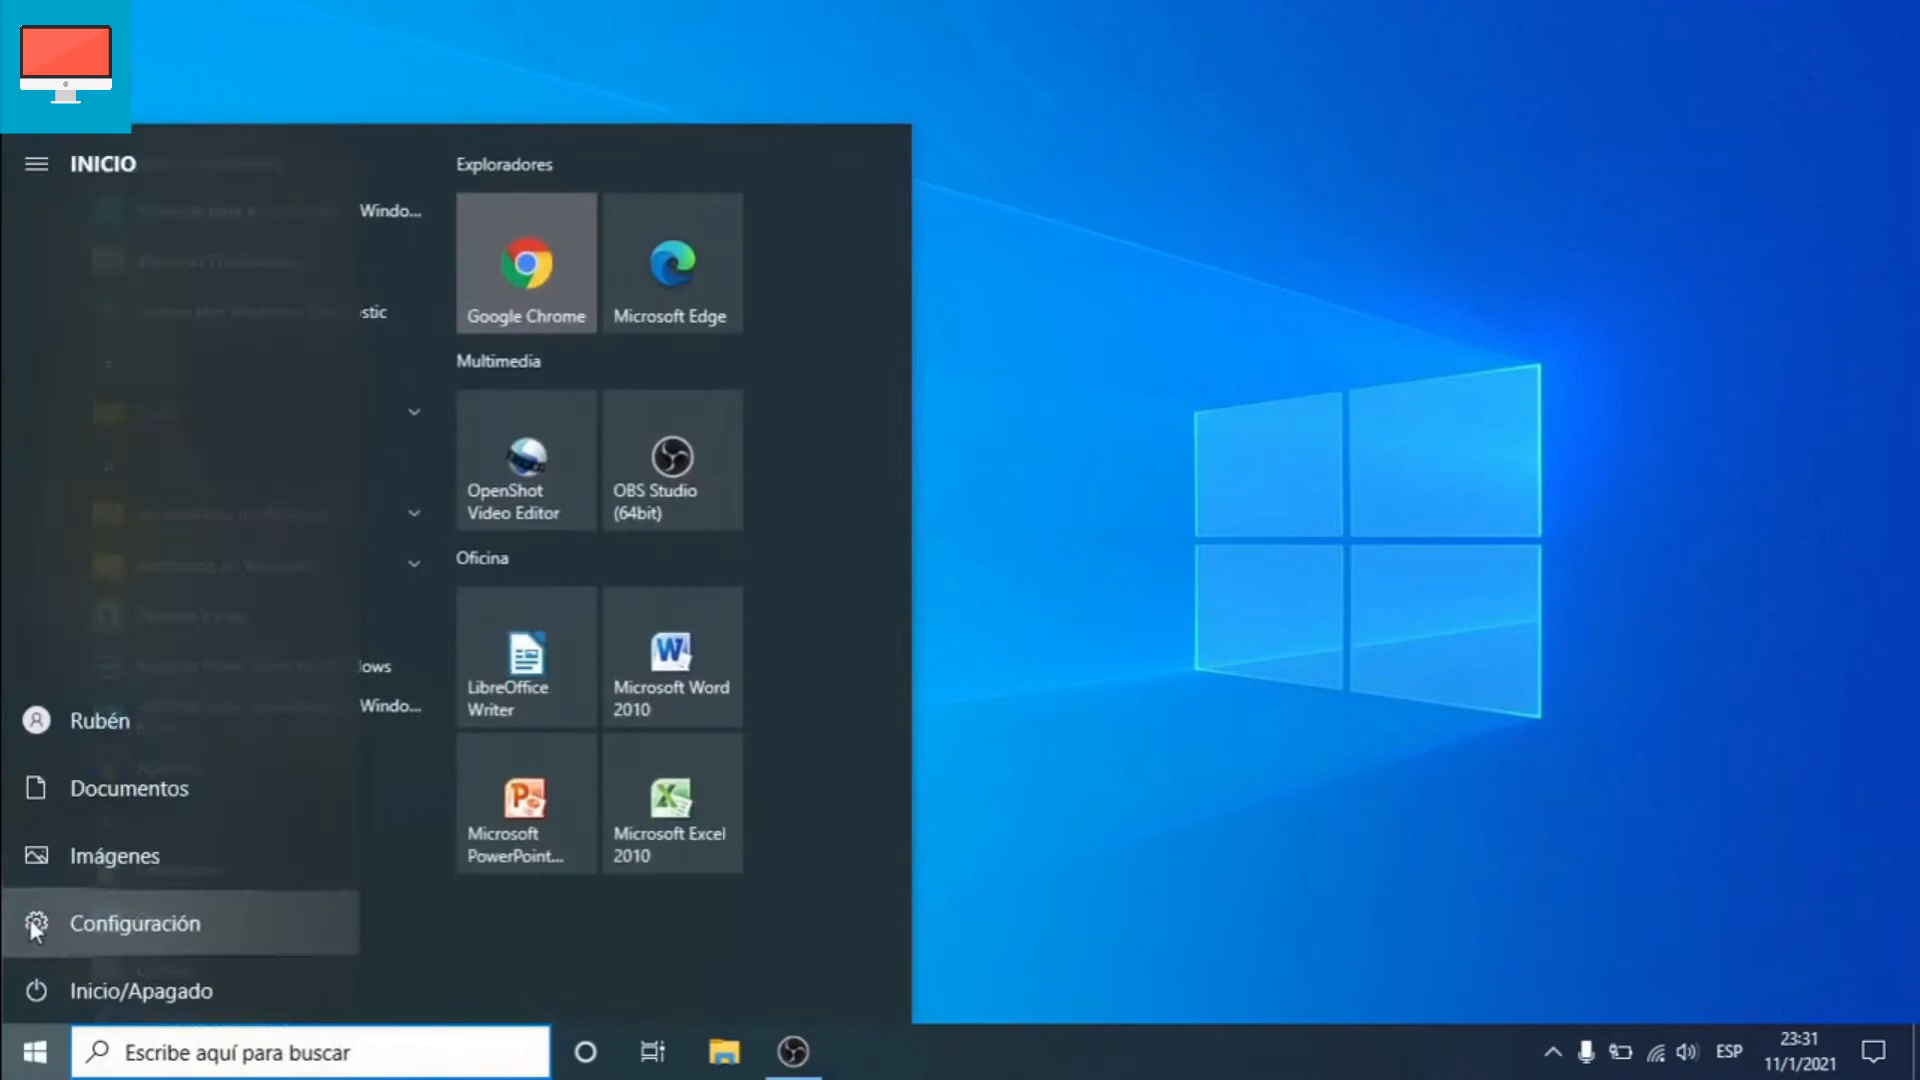 INICIO
Windo...
stic
lows
Windo...
Rubén
Documentos
Imágenes
Configuración
Inicio/Apagado
Exploradores
Google Chrome
Microsoft Edge
Multimedia
OpenShot
Video Editor
OBS Studio
(64bit)
Oficina
LibreOffice
Writer
Microsoft Word
2010
Microsoft
PowerPoint...
Microsoft Excel
2010
Escribe aquí para buscar
ESP
23:31
11/1/2021